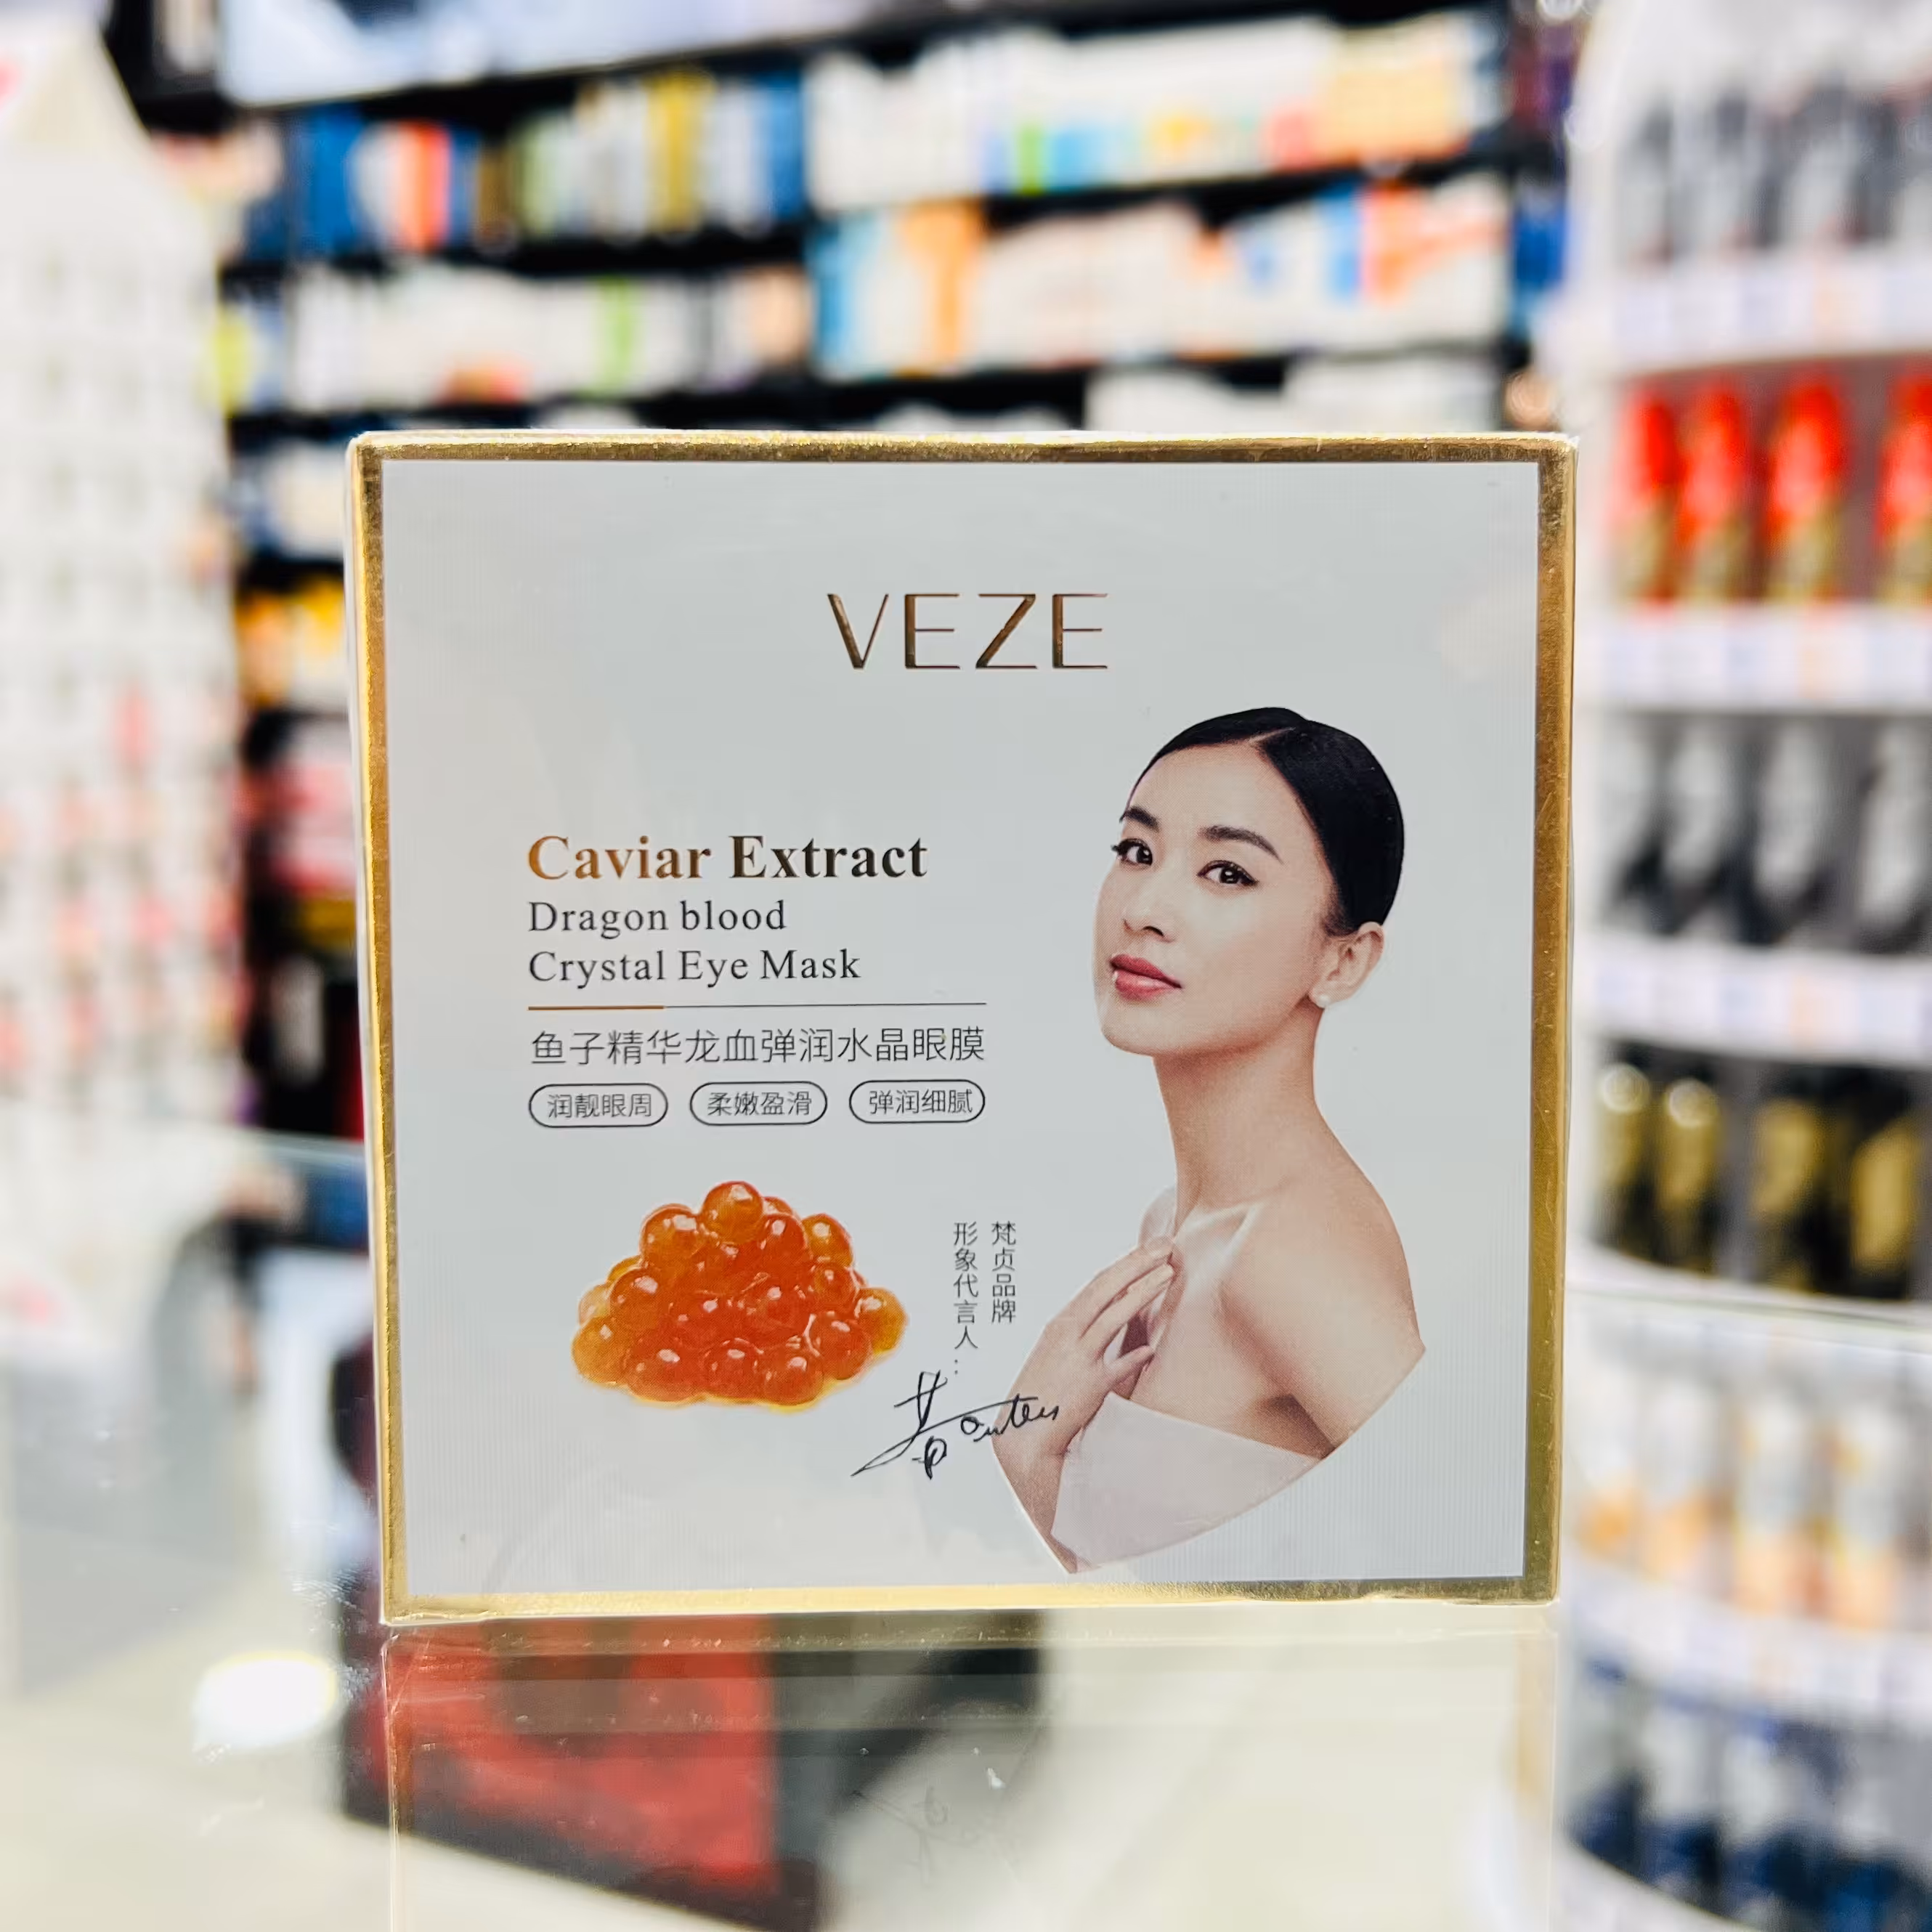 VEZE
Caviar Extract
Dragon blood
Crystal Eye Mask
鱼子精华龙血弹润水晶眼膜
润靓眼周 柔嫩盈滑 弹润细腻
梵贞品牌
形象代言人: